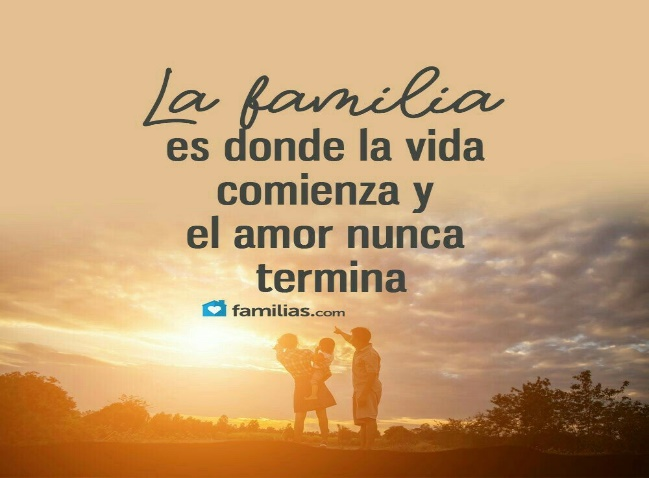 La familia
es donde la vida
comienza y
el amor nunca
termina
familias.com